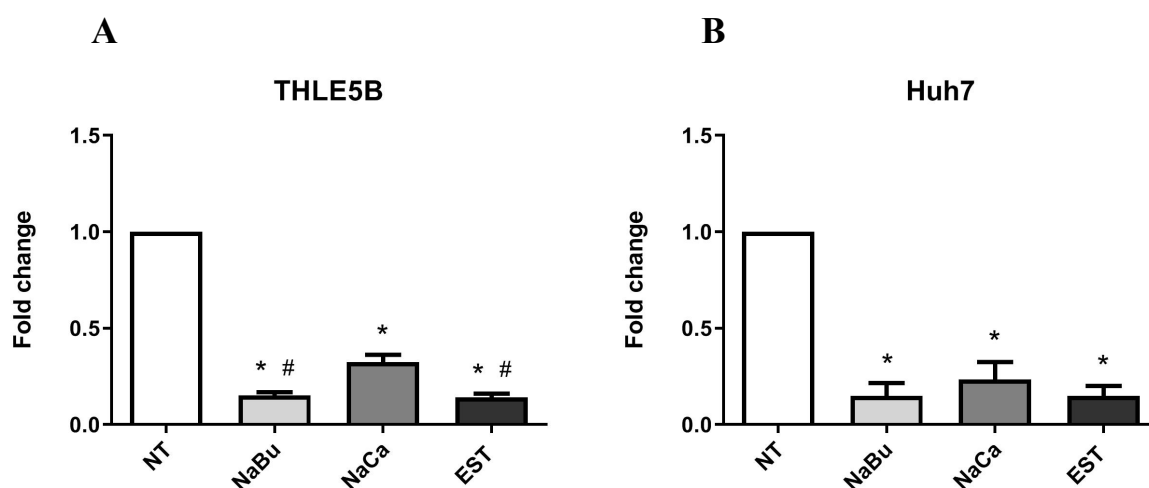 A
THLE5B
Fold change
1.5
1.0
0.5
0.0
* #
*
* #
NT
NaBu
NaCa
EST
B
Huh7
Fold change
1.5
1.0
0.5
0.0
*
*
*
NT
NaBu
NaCa
EST